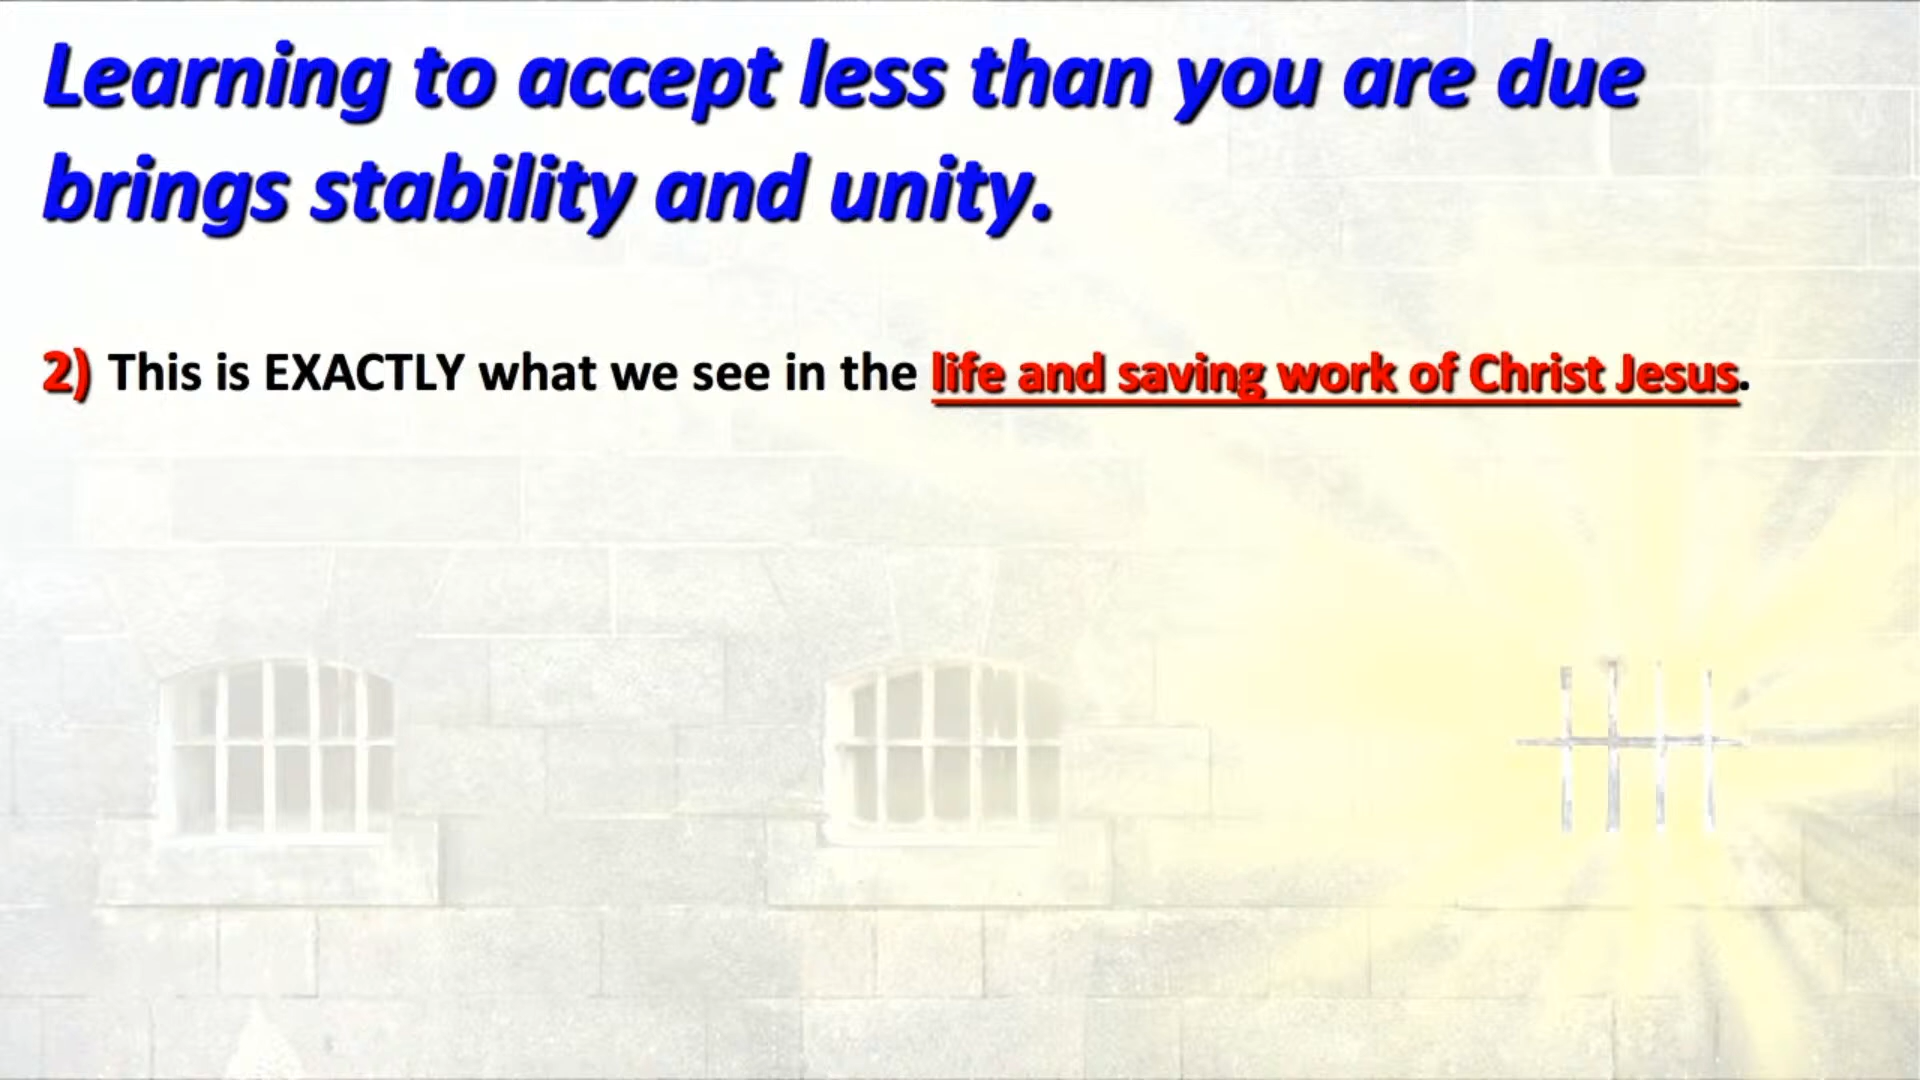 Learning to accept less than you are due
brings stability and unity.
2) This is EXACTLY what we see in the life and saving work of Christ Jesus.